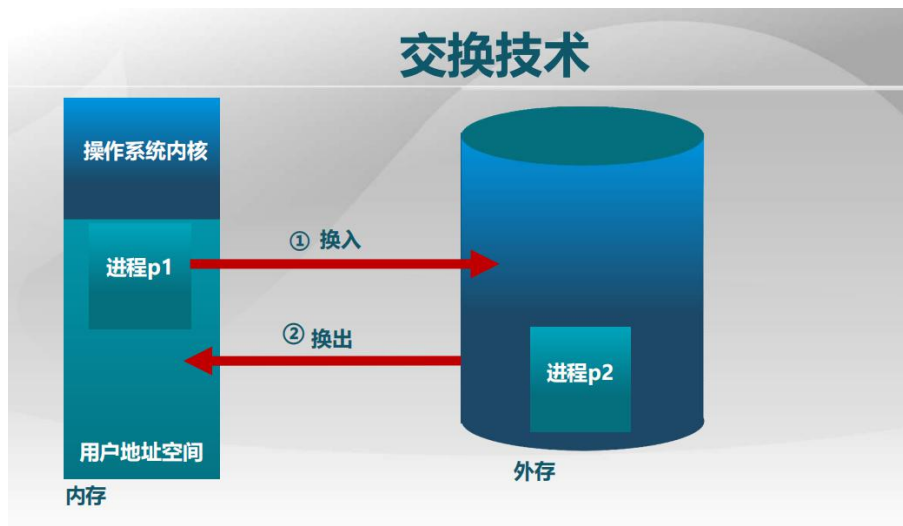 交换技术
操作系统内核
进程p1
① 换入
② 换出
进程p2
用户地址空间
内存
外存